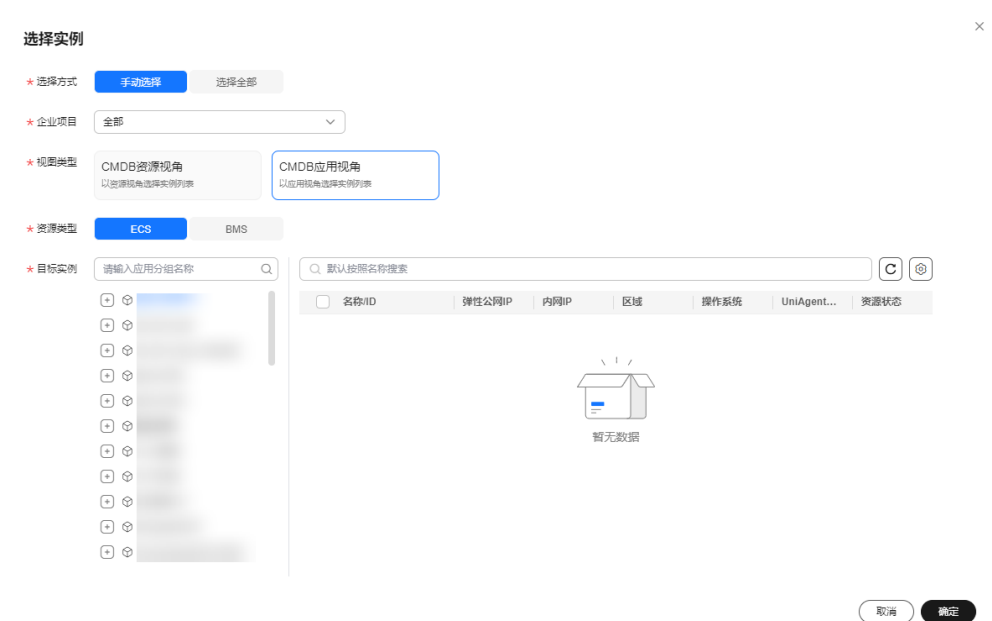 选择实例
* 选择方式 手动选择 选择全部
* 企业项目 全部
* 视图类型 CMDB资源视角 CMDB应用视角
以资源视角选择实例列表 以应用视角选择实例列表
* 资源类型 ECS BMS
* 目标实例 请输入应用分组名称 默认按照名称搜索
名称/ID 弹性公网IP 内网IP 区域 操作系统 UniAgent... 资源状态
暂无数据
取消 确定